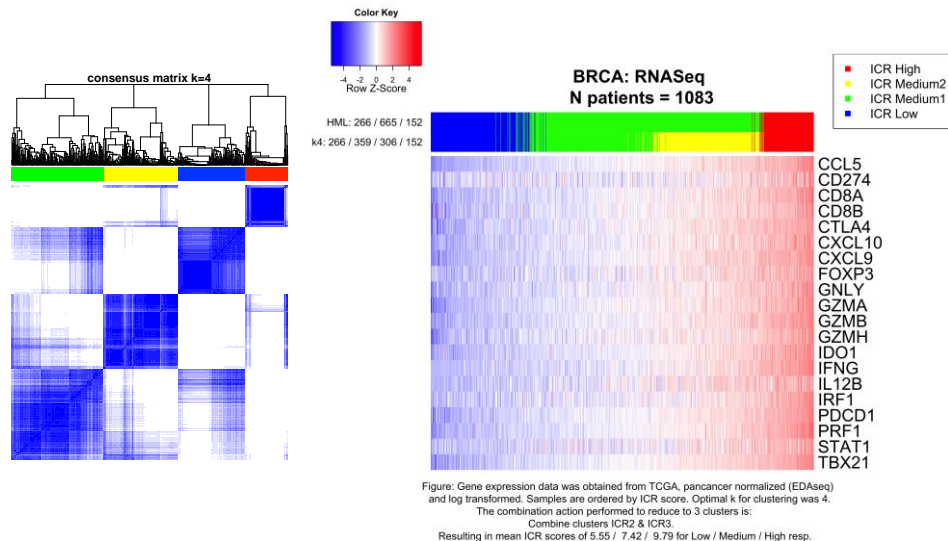 Color Key
-4 -2 0 2 4
Row Z-Score
consensus matrix k=4
BRCA: RNASeq
N patients = 1083
ICR High
ICR Medium2
ICR Medium1
ICR Low
HML: 266 / 665 / 152
k4: 266 / 359 / 306 / 152
CCL5
CD274
CD8A
CD8B
CTLA4
CXCL10
CXCL9
FOXP3
GNLY
GZMA
GZMB
GZMH
IDO1
IFNG
IL12B
IRF1
PDCD1
PRF1
STAT1
TBX21
Figure: Gene expression data was obtained from TCGA, pancancer normalized (EDAseq)
and log transformed. Samples are ordered by ICR score. Optimal k for clustering was 4.
The combination action performed to reduce to 3 clusters is:
Combine clusters ICR2 & ICR3.
Resulting in mean ICR scores of 5.55 / 7.42 / 9.79 for Low / Medium / High resp.